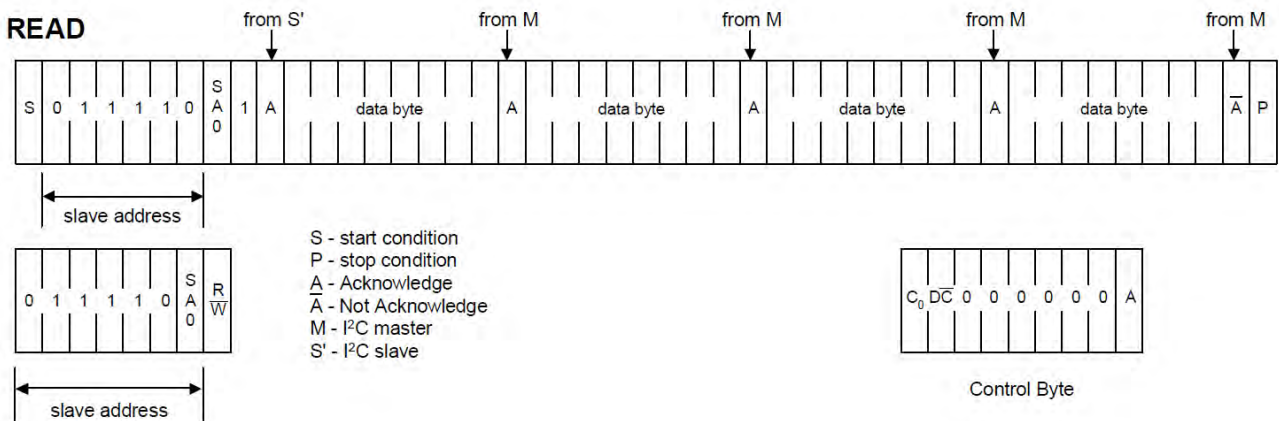 READ
from S' from M from M from M from M
S 0 1 1 1 1 0 SA0 1 A data byte A data byte A data byte A data byte A̅ P
slave address
0 1 1 1 1 0 SA0 R/W̅
S - start condition
P - stop condition
A - Acknowledge
A̅ - Not Acknowledge
M - I²C master
S' - I²C slave
C₀ DC̅ 0 0 0 0 0 0 A
Control Byte
slave address